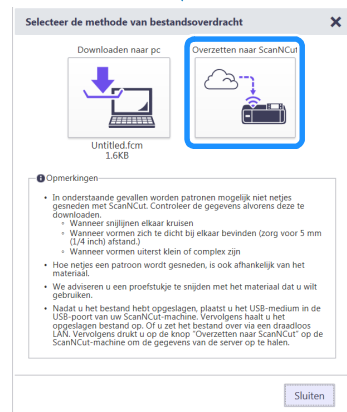 Selecteer de methode van bestandsoverdracht
Downloaden naar pc
Overzetten naar ScanNCut
Untitled.fcm
1.6KB
Opmerkingen
• In onderstaande gevallen worden patronen mogelijk niet netjes
gesneden met ScanNCut. Controleer de gegevens alvorens deze te
downloaden.
◦ Wanneer snijlijnen elkaar kruisen
◦ Wanneer vormen zich te dicht bij elkaar bevinden (zorg voor 5 mm
(1/4 inch) afstand.)
◦ Wanneer vormen uiterst klein of complex zijn
• Hoe netjes een patroon wordt gesneden, is ook afhankelijk van het
materiaal.
• We adviseren u een proefstukje te snijden met het materiaal dat u wilt
gebruiken.
• Nadat u het bestand hebt opgeslagen, plaatst u het USB-medium in de
USB-poort van uw ScanNCut-machine. Vervolgens haalt u het
opgeslagen bestand op. Of u zet het bestand over via een draadloos
LAN. Vervolgens drukt u op de knop "Overzetten naar ScanNCut" op de
ScanNCut-machine om de gegevens van de server op te halen.
Sluiten